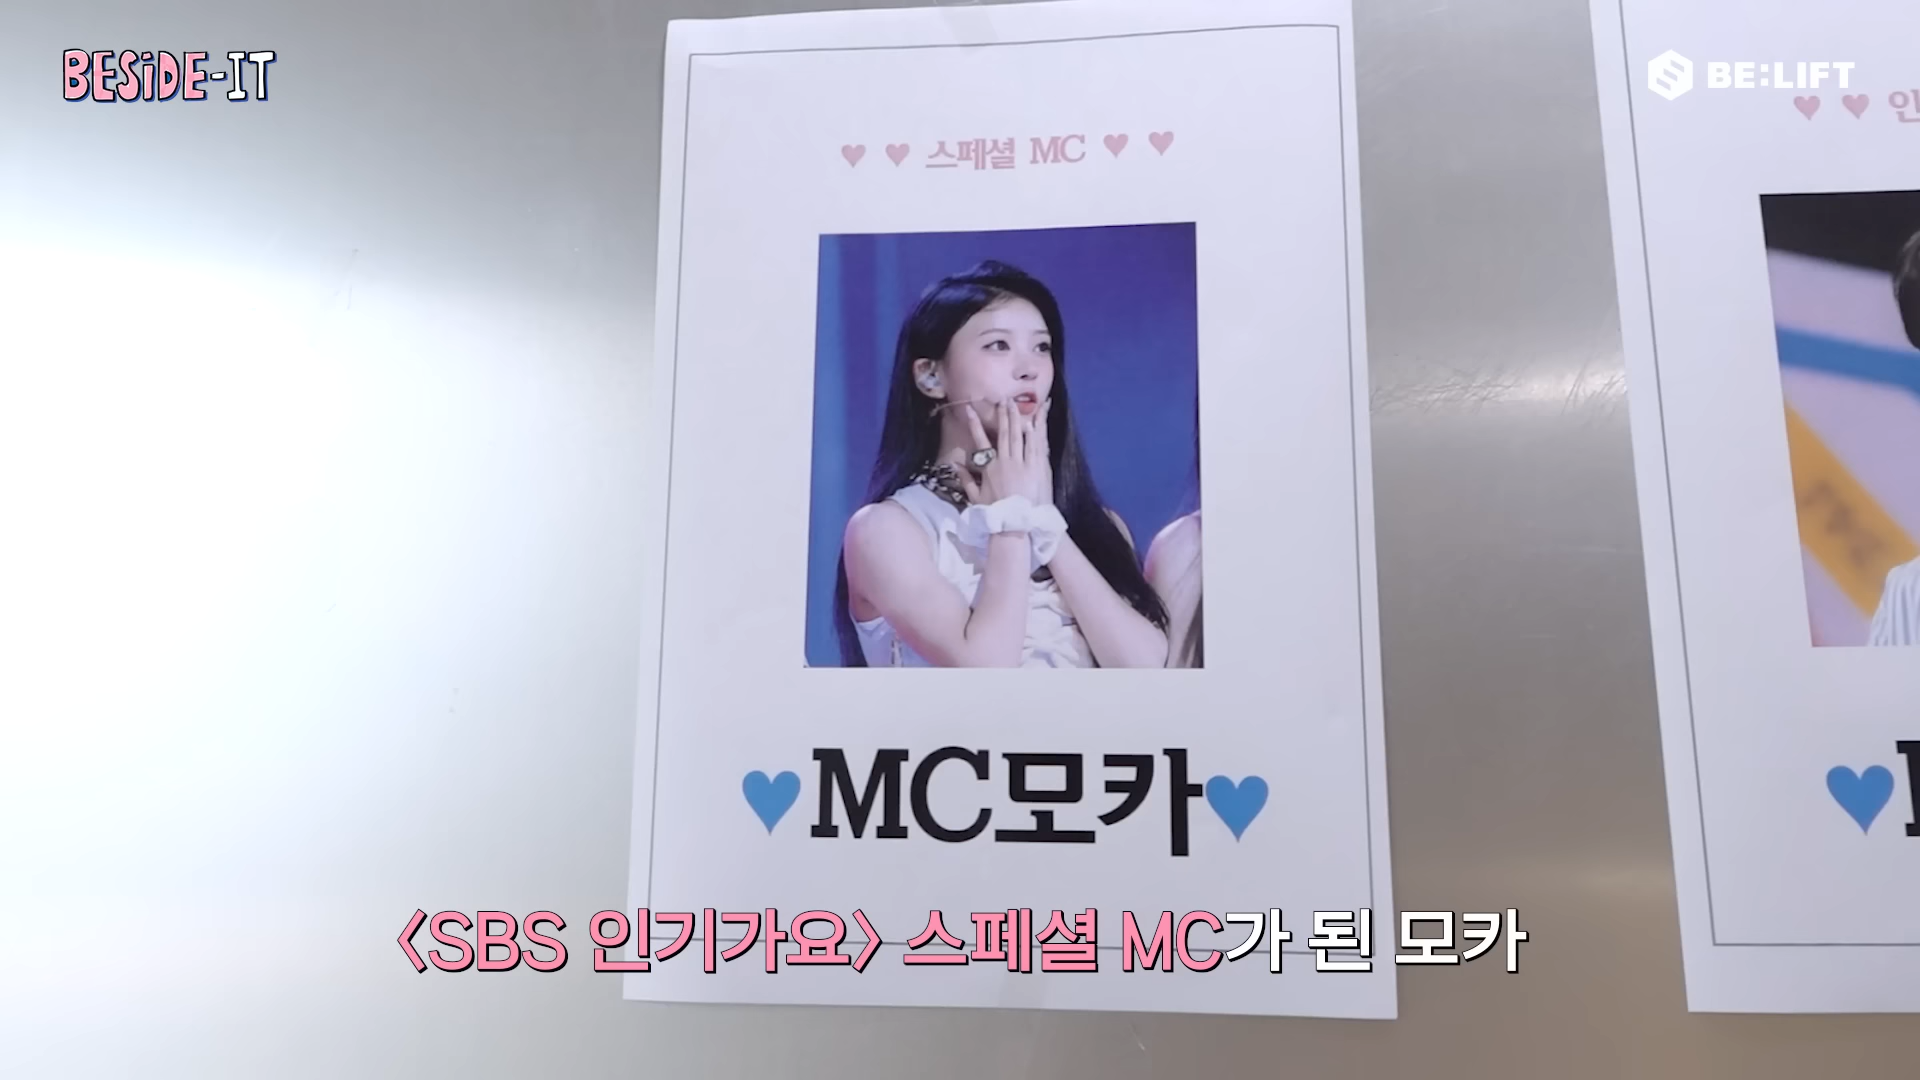 BESiDE-IT
BE:LIFT
♥ ♥ 스페셜 MC ♥ ♥
♥MC모카♥
<SBS 인기가요> 스페셜 MC가 된 모카